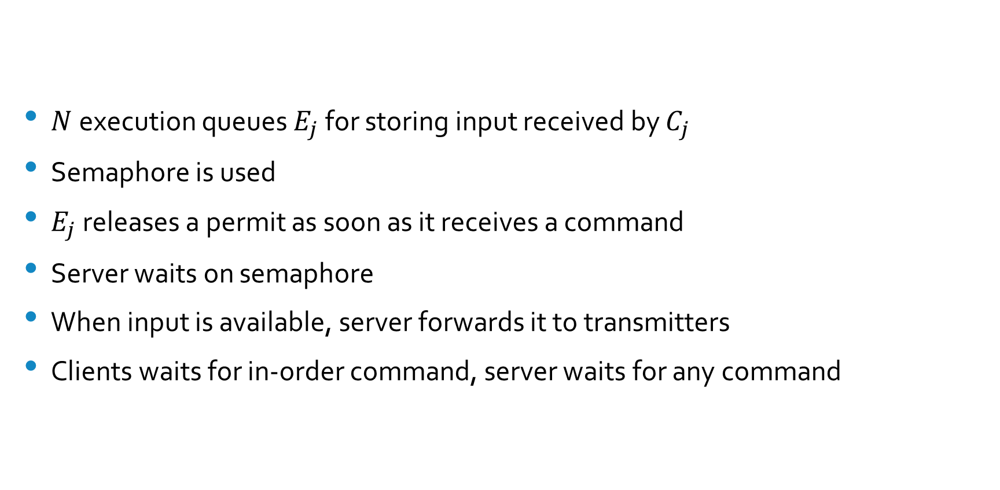 • N execution queues E_j for storing input received by C_j
• Semaphore is used
• E_j releases a permit as soon as it receives a command
• Server waits on semaphore
• When input is available, server forwards it to transmitters
• Clients waits for in-order command, server waits for any command